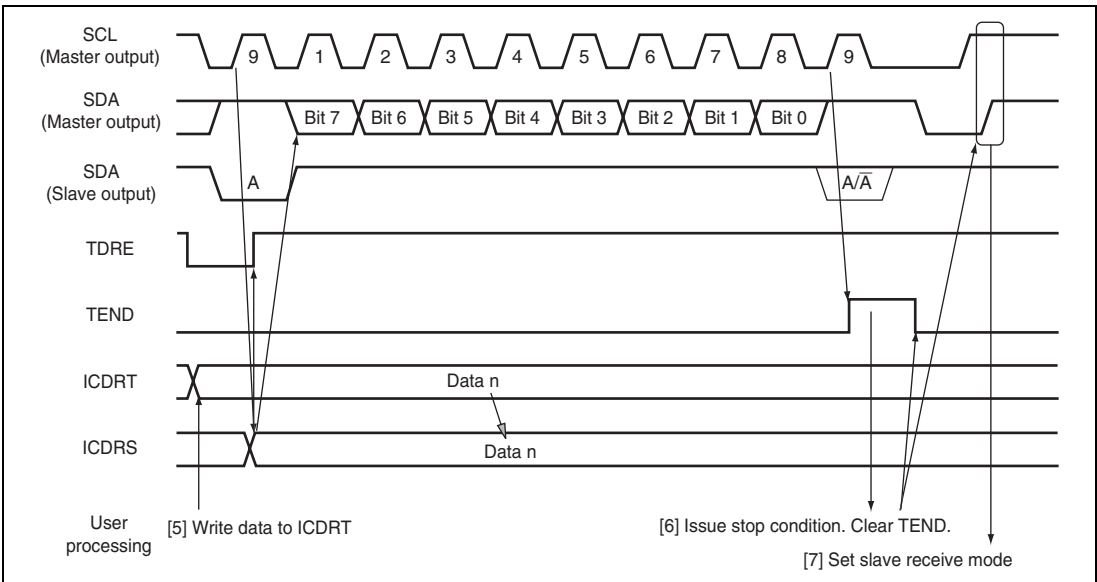 SCL
(Master output)
9 1 2 3 4 5 6 7 8 9
SDA
(Master output)
Bit 7 Bit 6 Bit 5 Bit 4 Bit 3 Bit 2 Bit 1 Bit 0
SDA
(Slave output)
A A/A̅
TDRE
TEND
ICDRT
Data n
ICDRS
Data n
User
processing
[5] Write data to ICDRT
[6] Issue stop condition. Clear TEND.
[7] Set slave receive mode